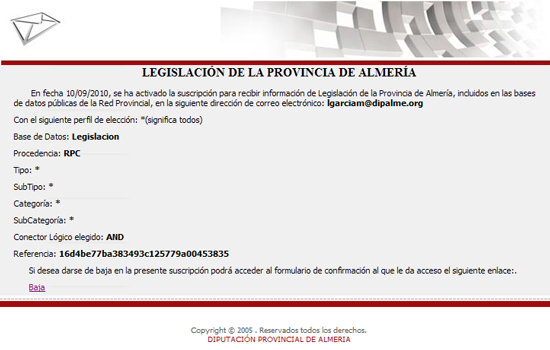 LEGISLACIÓN DE LA PROVINCIA DE ALMERÍA
En fecha 10/09/2010, se ha activado la suscripción para recibir información de Legislación de la Provincia de Almería, incluidos en las bases
de datos públicas de la Red Provincial, en la siguiente dirección de correo electrónico: lgarciam@dipalme.org
Con el siguiente perfil de elección: *(significa todos)
Base de Datos: Legislacion
Procedencia: RPC
Tipo: *
SubTipo: *
Categoría: *
SubCategoría: *
Conector Lógico elegido: AND
Referencia: 16d4be77ba383493c125779a00453835
Si desea darse de baja en la presente suscripción podrá acceder al formulario de confirmación al que le da acceso el siguiente enlace:.
Baja
Copyright © 2005 . Reservados todos los derechos.
DIPUTACIÓN PROVINCIAL DE ALMERIA